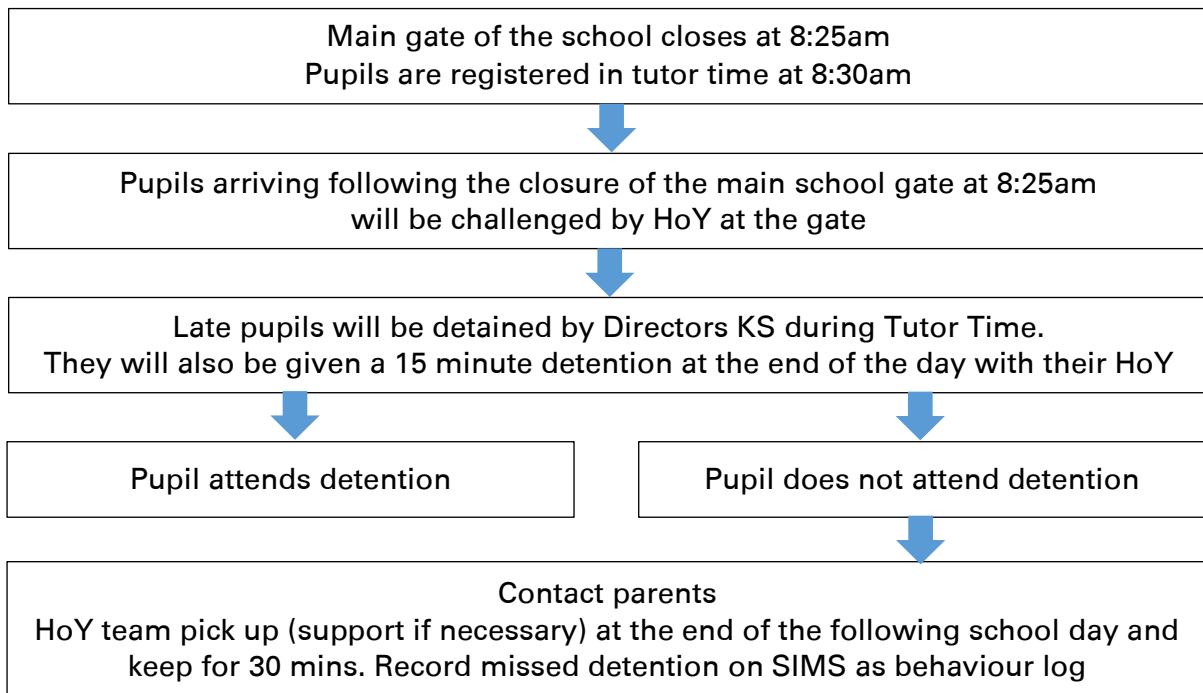 Main gate of the school closes at 8:25am
Pupils are registered in tutor time at 8:30am
Pupils arriving following the closure of the main school gate at 8:25am
will be challenged by HoY at the gate
Late pupils will be detained by Directors KS during Tutor Time.
They will also be given a 15 minute detention at the end of the day with their HoY
Pupil attends detention
Pupil does not attend detention
Contact parents
HoY team pick up (support if necessary) at the end of the following school day and
keep for 30 mins. Record missed detention on SIMS as behaviour log